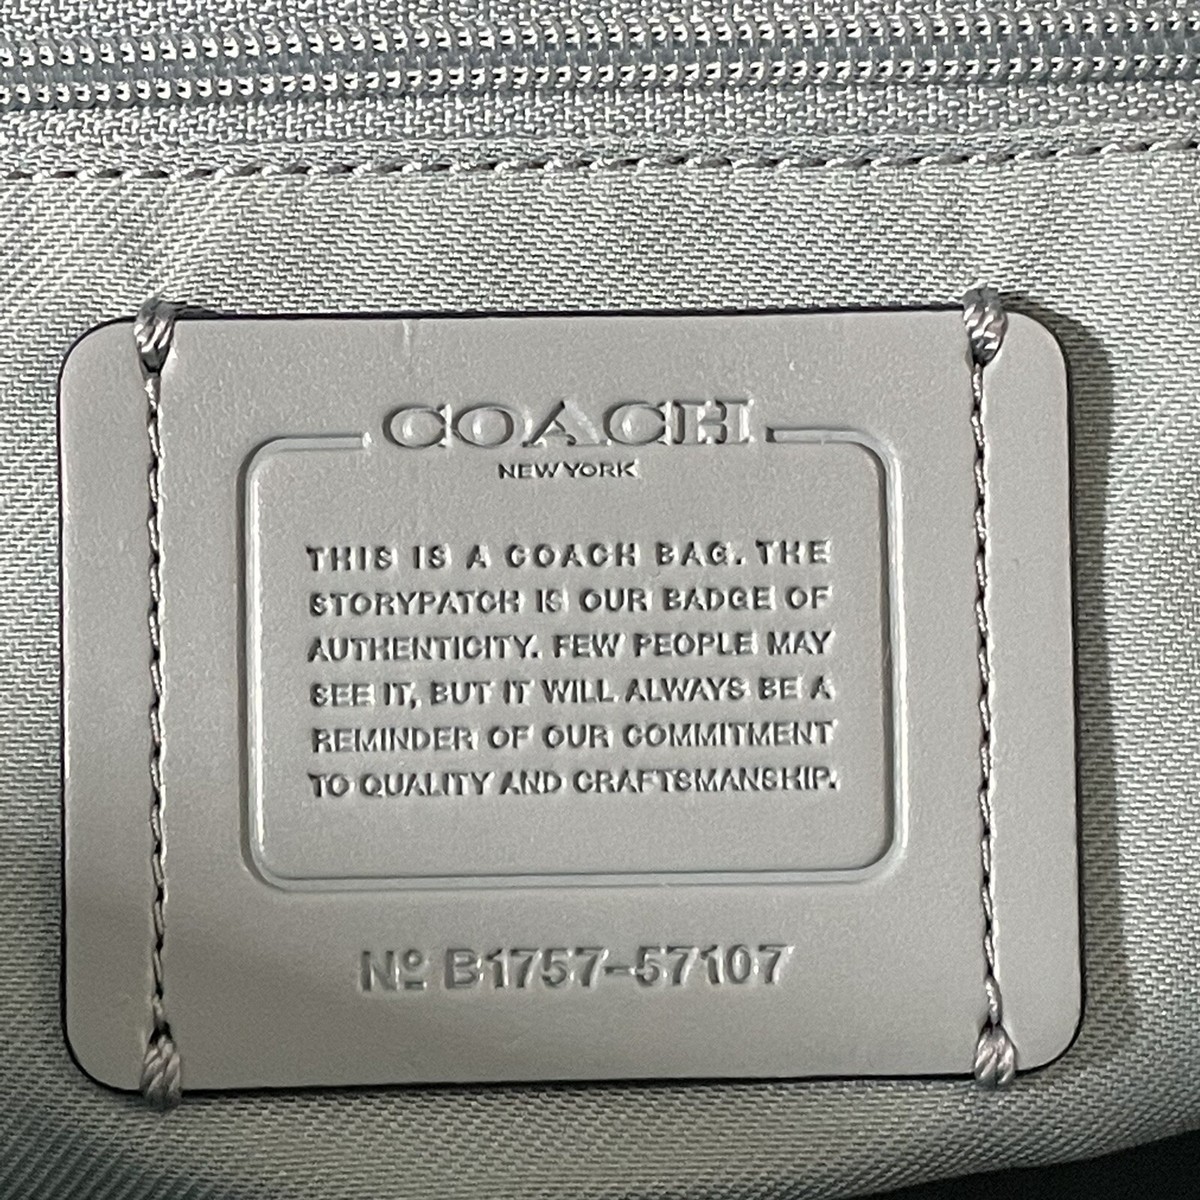 COACH
NEW YORK
THIS IS A COACH BAG. THE
STORYPATCH IS OUR BADGE OF
AUTHENTICITY. FEW PEOPLE MAY
SEE IT, BUT IT WILL ALWAYS BE A
REMINDER OF OUR COMMITMENT
TO QUALITY AND CRAFTSMANSHIP.
Nº B1757-57107